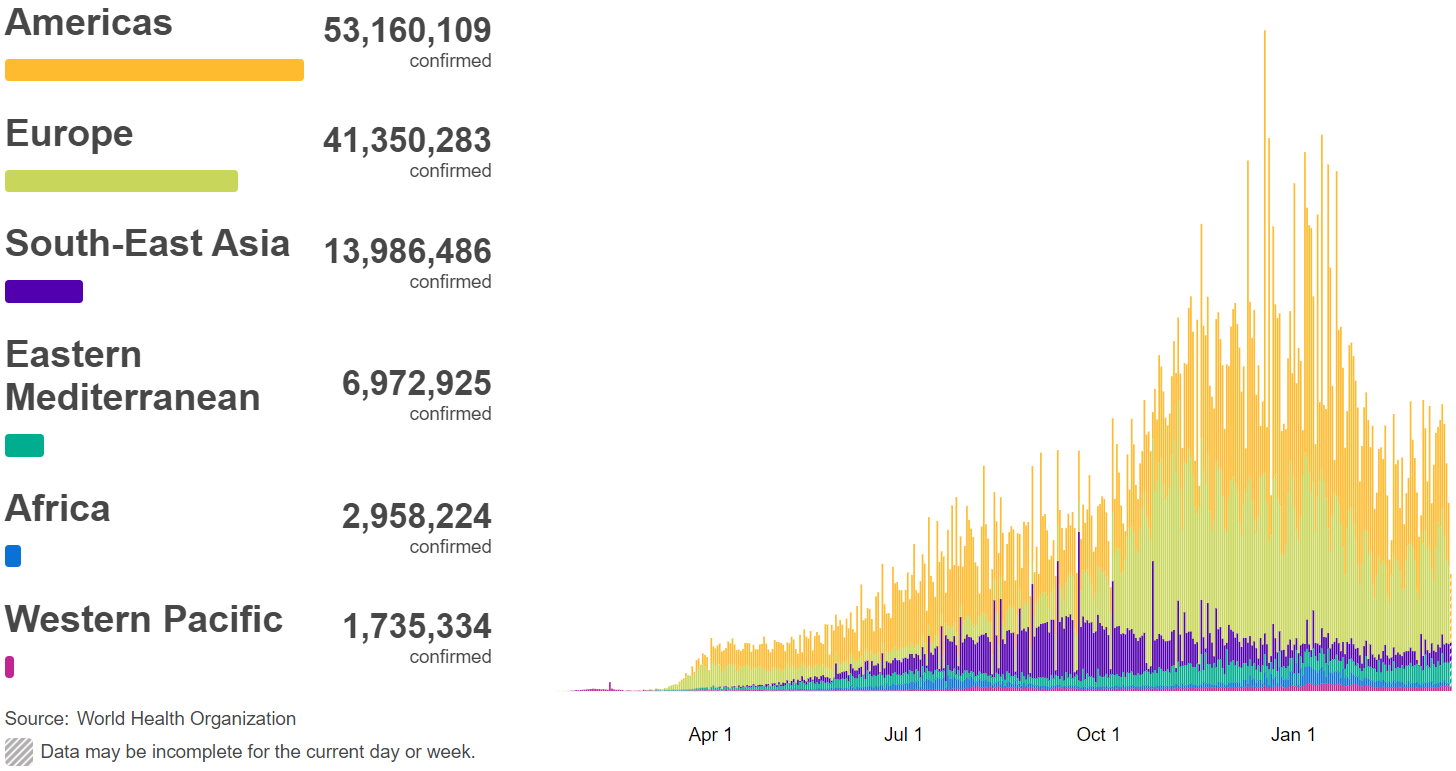 Americas
53,160,109
confirmed
Europe
41,350,283
confirmed
South-East Asia
13,986,486
confirmed
Eastern
Mediterranean
6,972,925
confirmed
Africa
2,958,224
confirmed
Western Pacific
1,735,334
confirmed
Source: World Health Organization
Data may be incomplete for the current day or week.
Apr 1
Jul 1
Oct 1
Jan 1